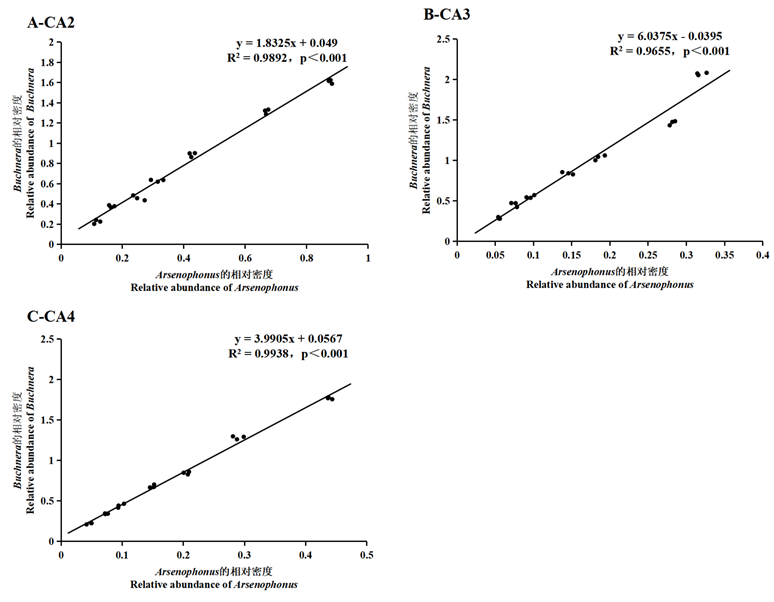 A-CA2
y = 1.8325x + 0.049
R² = 0.9892，p＜0.001
Buchnera的相对密度
Relative abundance of Buchnera
2
1.8
1.6
1.4
1.2
1
0.8
0.6
0.4
0.2
0
0
0.2
0.4
0.6
0.8
1
Arsenophonus的相对密度
Relative abundance of Arsenophonus
B-CA3
y = 6.0375x - 0.0395
R² = 0.9655，p＜0.001
Buchnera的相对密度
Relative abundance of Buchnera
2.5
2
1.5
1
0.5
0
0
0.05
0.1
0.15
0.2
0.25
0.3
0.35
0.4
Arsenophonus的相对密度
Relative abundance of Arsenophonus
C-CA4
y = 3.9905x + 0.0567
R² = 0.9938，p＜0.001
Buchnera的相对密度
Relative abundance of Buchnera
2.5
2
1.5
1
0.5
0
0
0.1
0.2
0.3
0.4
0.5
Arsenophonus的相对密度
Relative abundance of Arsenophonus